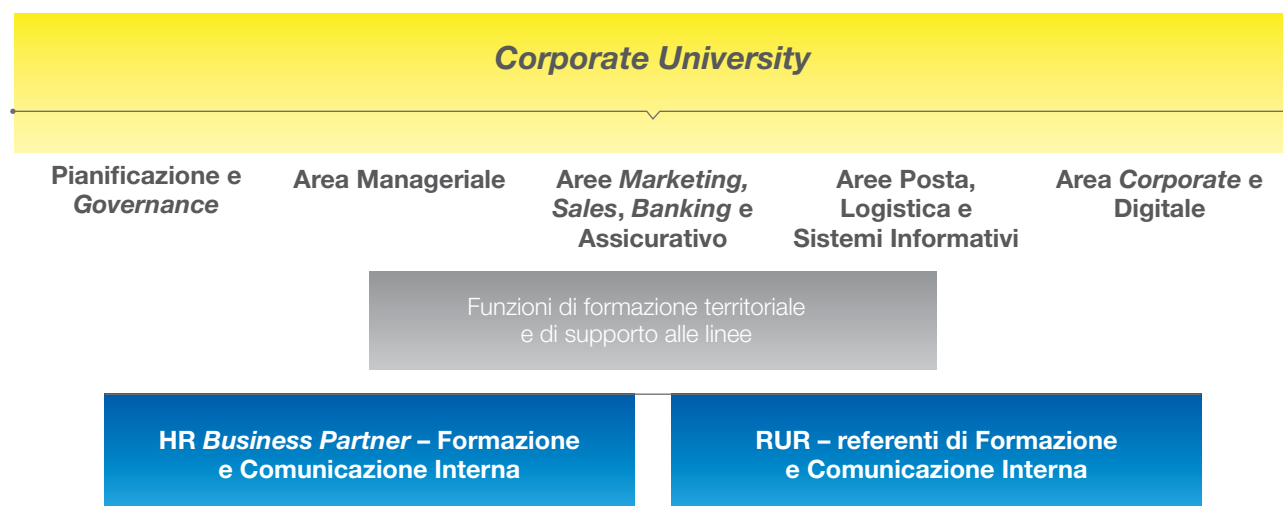 Corporate University
Pianificazione e
Governance
Area Manageriale
Aree Marketing,
Sales, Banking e
Assicurativo
Aree Posta,
Logistica e
Sistemi Informativi
Area Corporate e
Digitale
Funzioni di formazione territoriale
e di supporto alle linee
HR Business Partner – Formazione
e Comunicazione Interna
RUR – referenti di Formazione
e Comunicazione Interna